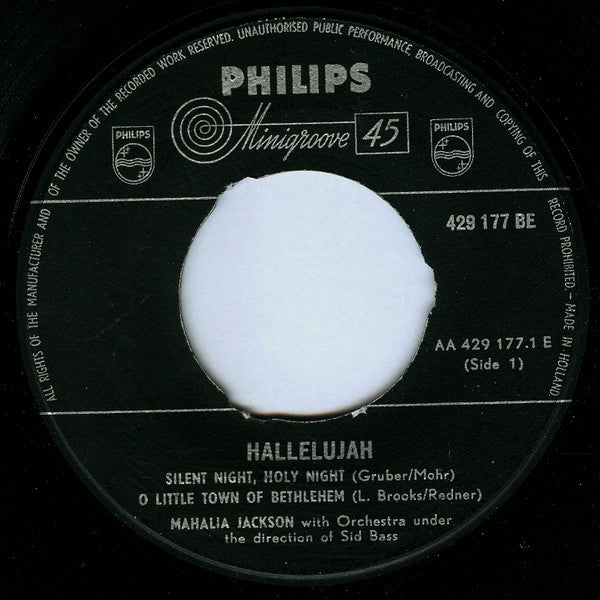 ALL RIGHTS OF THE MANUFACTURER AND OF THE OWNER OF THE RECORDED WORK RESERVED. UNAUTHORISED PUBLIC PERFORMANCE, BROADCASTING AND COPYING OF THIS RECORD PROHIBITED. - MADE IN HOLLAND
PHILIPS
Minigroove 45
PHILIPS
PHILIPS
429 177 BE
AA 429 177.1 E
(Side 1)
HALLELUJAH
SILENT NIGHT, HOLY NIGHT (Gruber/Mohr)
O LITTLE TOWN OF BETHLEHEM (L. Brooks/Redner)
MAHALIA JACKSON with Orchestra under
the direction of Sid Bass